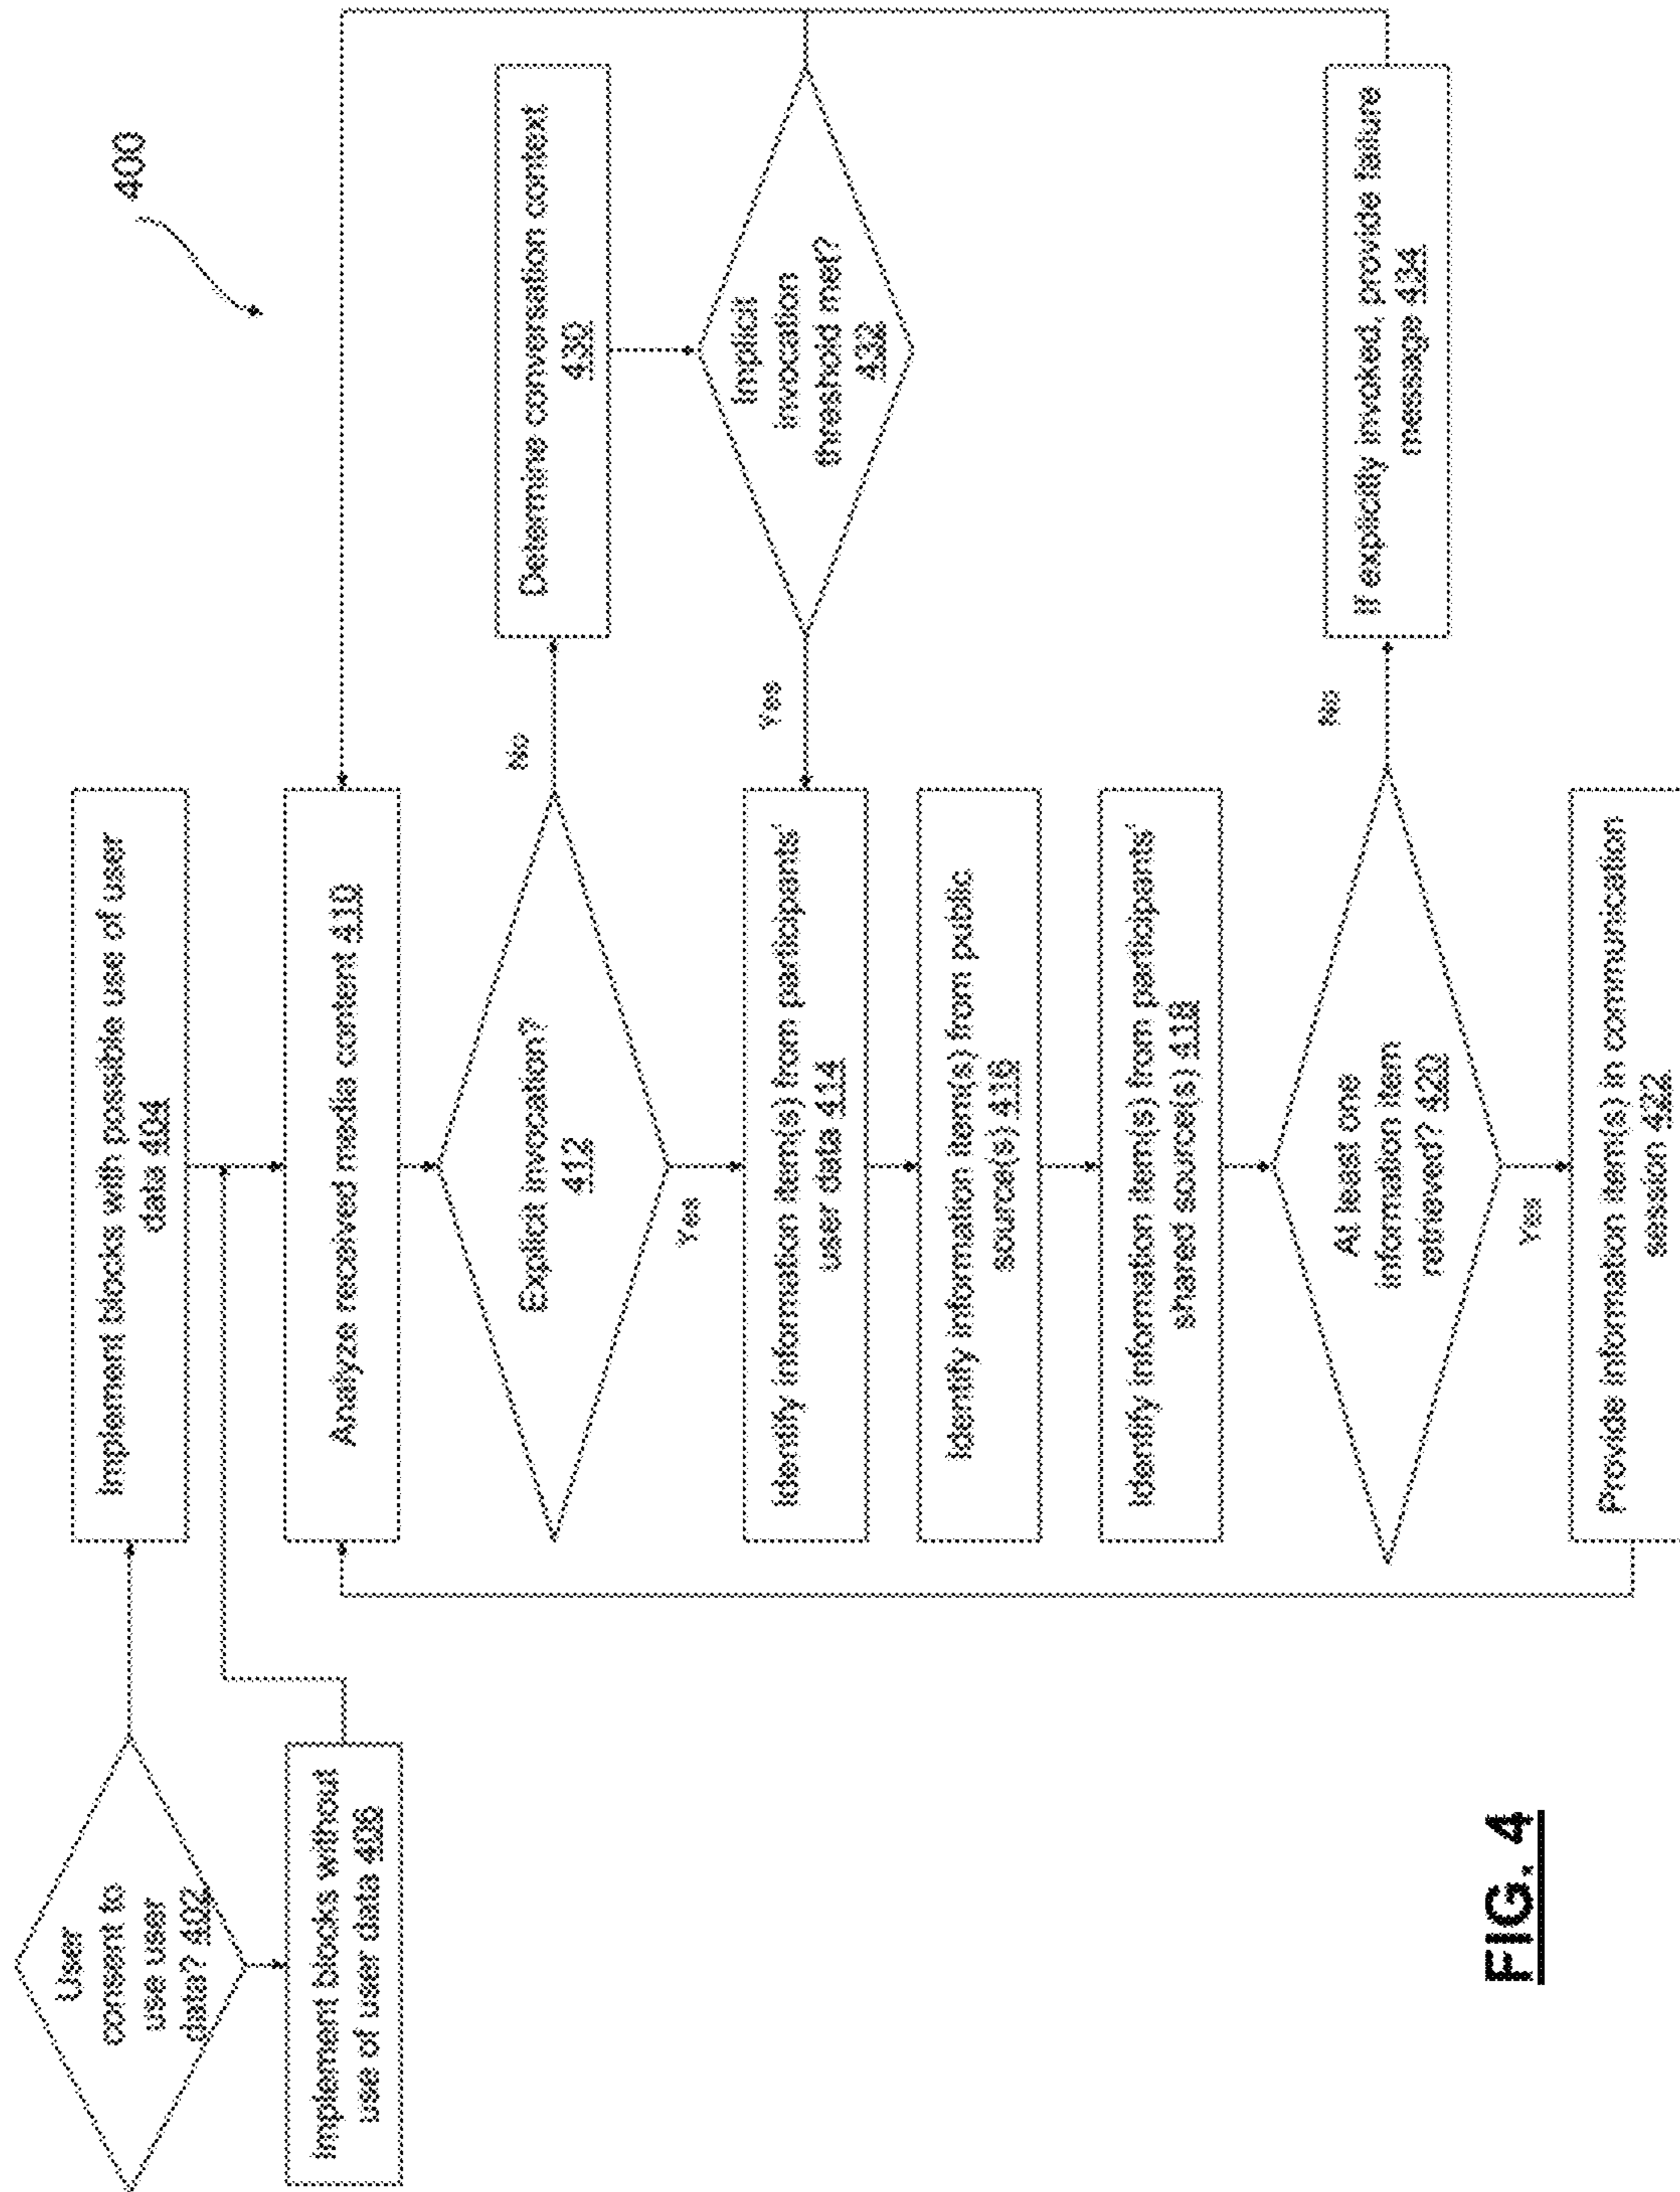 400
User
consent to
use user
data? 402
Implement blocks with possible use of user
data 404
Implement blocks without
use of user data 406
Analyze received media content 410
Explicit invocation?
412
No
Determine conversation context
430
Implicit
invocation
threshold met?
432
Yes
Yes
Identify information item(s) from participants'
user data 414
Identify information item(s) from public
source(s) 416
Identify information item(s) from participants'
shared source(s) 418
At least one
information item
retrieved? 420
No
If explicitly invoked, provide failure
message 424
Yes
Provide information item(s) in communication
session 422
FIG. 4